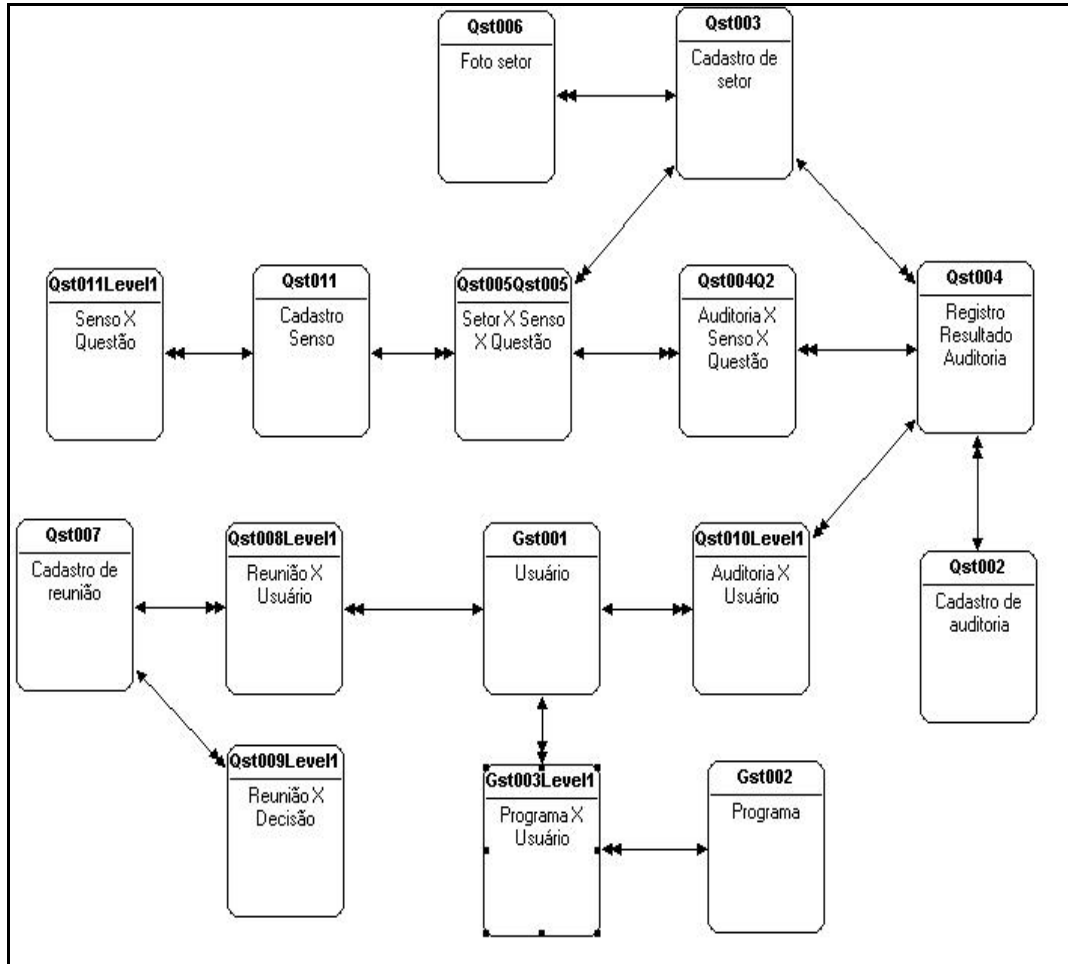 Qst006
Foto setor
Qst003
Cadastro de
setor
Qst011Level1
Senso X
Questão
Qst011
Cadastro
Senso
Qst005Qst005
Setor X Senso
X Questão
Qst004Q2
Auditoria X
Senso X
Questão
Qst004
Registro
Resultado
Auditoria
Qst007
Cadastro de
reunião
Qst008Level1
Reunião X
Usuário
Gst001
Usuário
Qst010Level1
Auditoria X
Usuário
Qst002
Cadastro de
auditoria
Qst009Level1
Reunião X
Decisão
Gst003Level1
Programa X
Usuário
Gst002
Programa